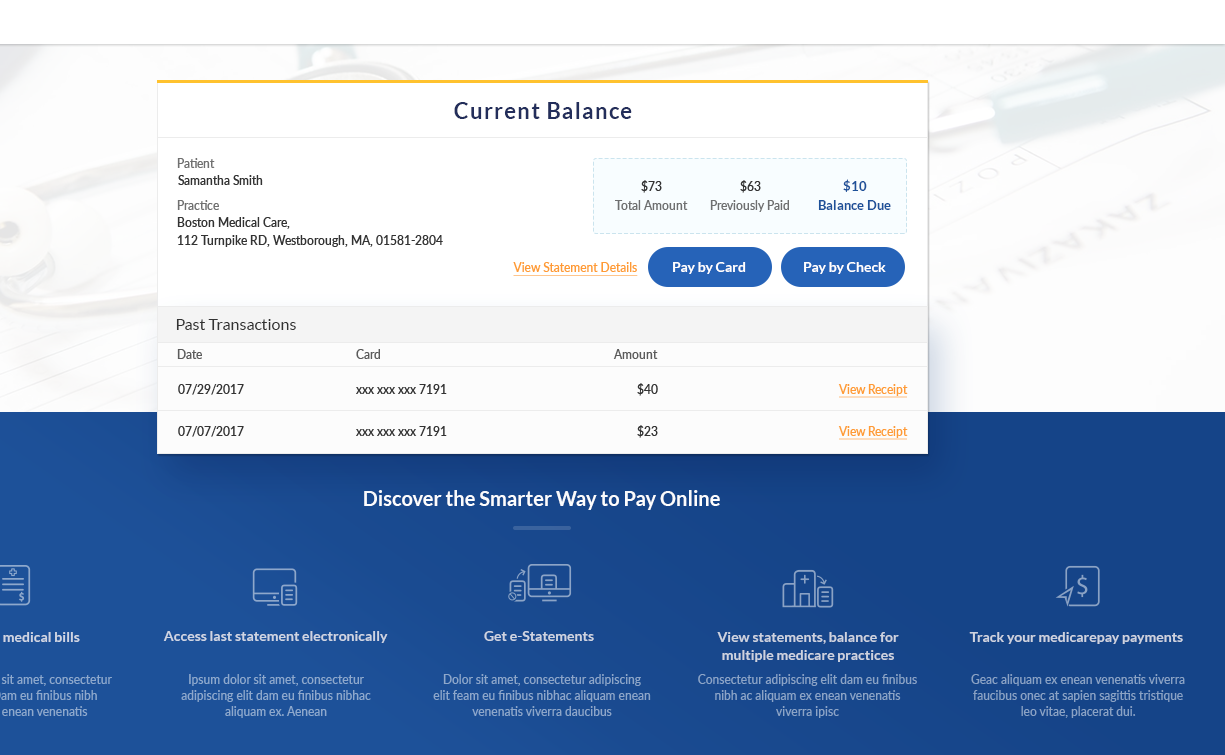 Current Balance
Patient
Samantha Smith
Practice
Boston Medical Care,
112 Turnpike RD, Westborough, MA, 01581-2804
$73 $63 $10
Total Amount Previously Paid Balance Due
View Statement Details Pay by Card Pay by Check
Past Transactions
Date Card Amount
07/29/2017 xxx xxx xxx 7191 $40 View Receipt
07/07/2017 xxx xxx xxx 7191 $23 View Receipt
Discover the Smarter Way to Pay Online
medical bills
sit amet, consectetur
am eu finibus nibh
enean venenatis
Access last statement electronically
Ipsum dolor sit amet, consectetur
adipiscing elit dam eu finibus nibhac
aliquam ex. Aenean
Get e-Statements
Dolor sit amet, consectetur adipiscing
elit feam eu finibus nibhac aliquam enean
venenatis viverra daucibus
View statements, balance for
multiple medicare practices
Consectetur adipiscing elit dam eu finibus
nibh ac aliquam ex enean venenatis
viverra ipisc
Track your medicarepay payments
Geac aliquam ex enean venenatis viverra
faucibus onec at sapien sagittis tristique
leo vitae, placerat dui.